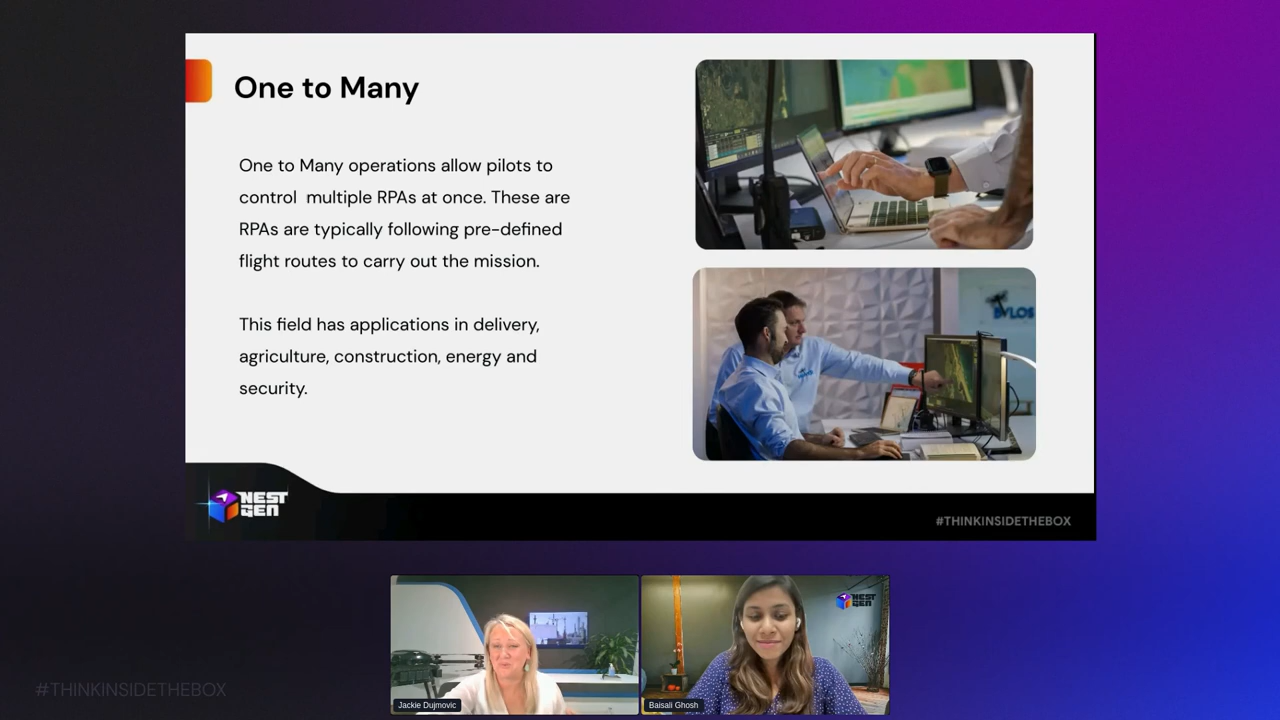 One to Many
One to Many operations allow pilots to
control multiple RPAs at once. These are
RPAs are typically following pre-defined
flight routes to carry out the mission.
This field has applications in delivery,
agriculture, construction, energy and
security.
NEST
GEN
#THINKINSIDETHEBOX
Jackie Dujmovic
Baisali Ghosh
NEST
GEN
#THINKINSIDETHEBOX